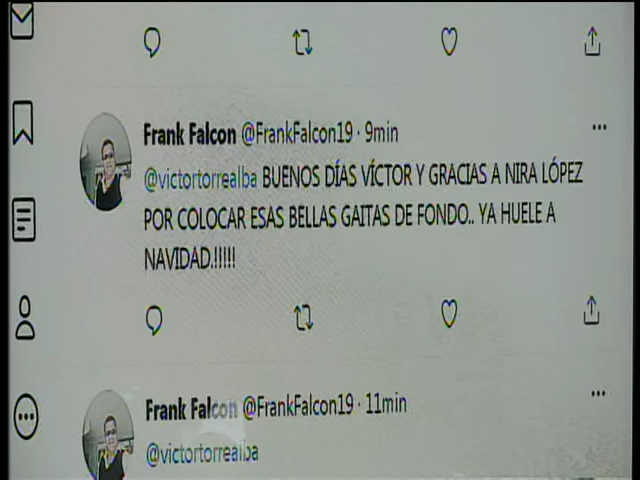 Frank Falcon @FrankFalcon19 · 9min
@victortorrealba BUENOS DÍAS VÍCTOR Y GRACIAS A NIRA LÓPEZ
POR COLOCAR ESAS BELLAS GAITAS DE FONDO.. YA HUELE A
NAVIDAD.!!!!!
Frank Falcon @FrankFalcon19 · 11min
@victortorrealba